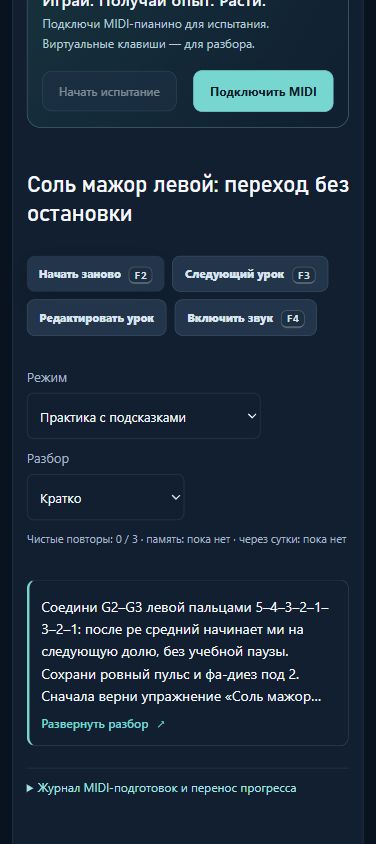 Играй. Получай опыт. Расти.
Подключи MIDI-пианино для испытания.
Виртуальные клавиши — для разбора.
Начать испытание
Подключить MIDI
Соль мажор левой: переход без
остановки
Начать заново F2
Следующий урок F3
Редактировать урок
Включить звук F4
Режим
Практика с подсказками
Разбор
Кратко
Чистые повторы: 0 / 3 · память: пока нет · через сутки: пока нет
Соедини G2–G3 левой пальцами 5–4–3–2–1–
3–2–1: после ре средний начинает ми на
следующую долю, без учебной паузы.
Сохрани ровный пульс и фа-диез под 2.
Сначала верни упражнение «Соль мажор...
Развернуть разбор ↗
▶ Журнал MIDI-подготовок и перенос прогресса